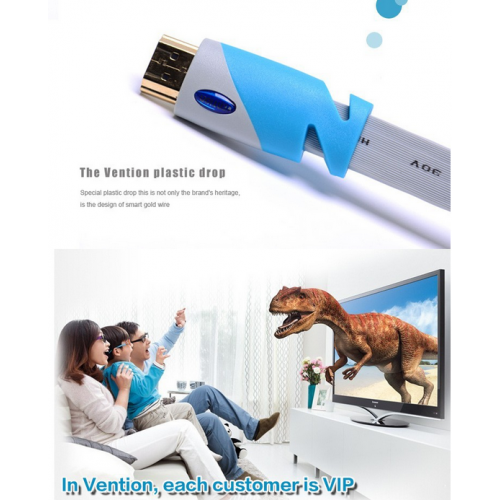 The Vention plastic drop
Special plastic drop this is not only the brand's heritage,
is the design of smart gold wire
In Vention, each customer is VIP